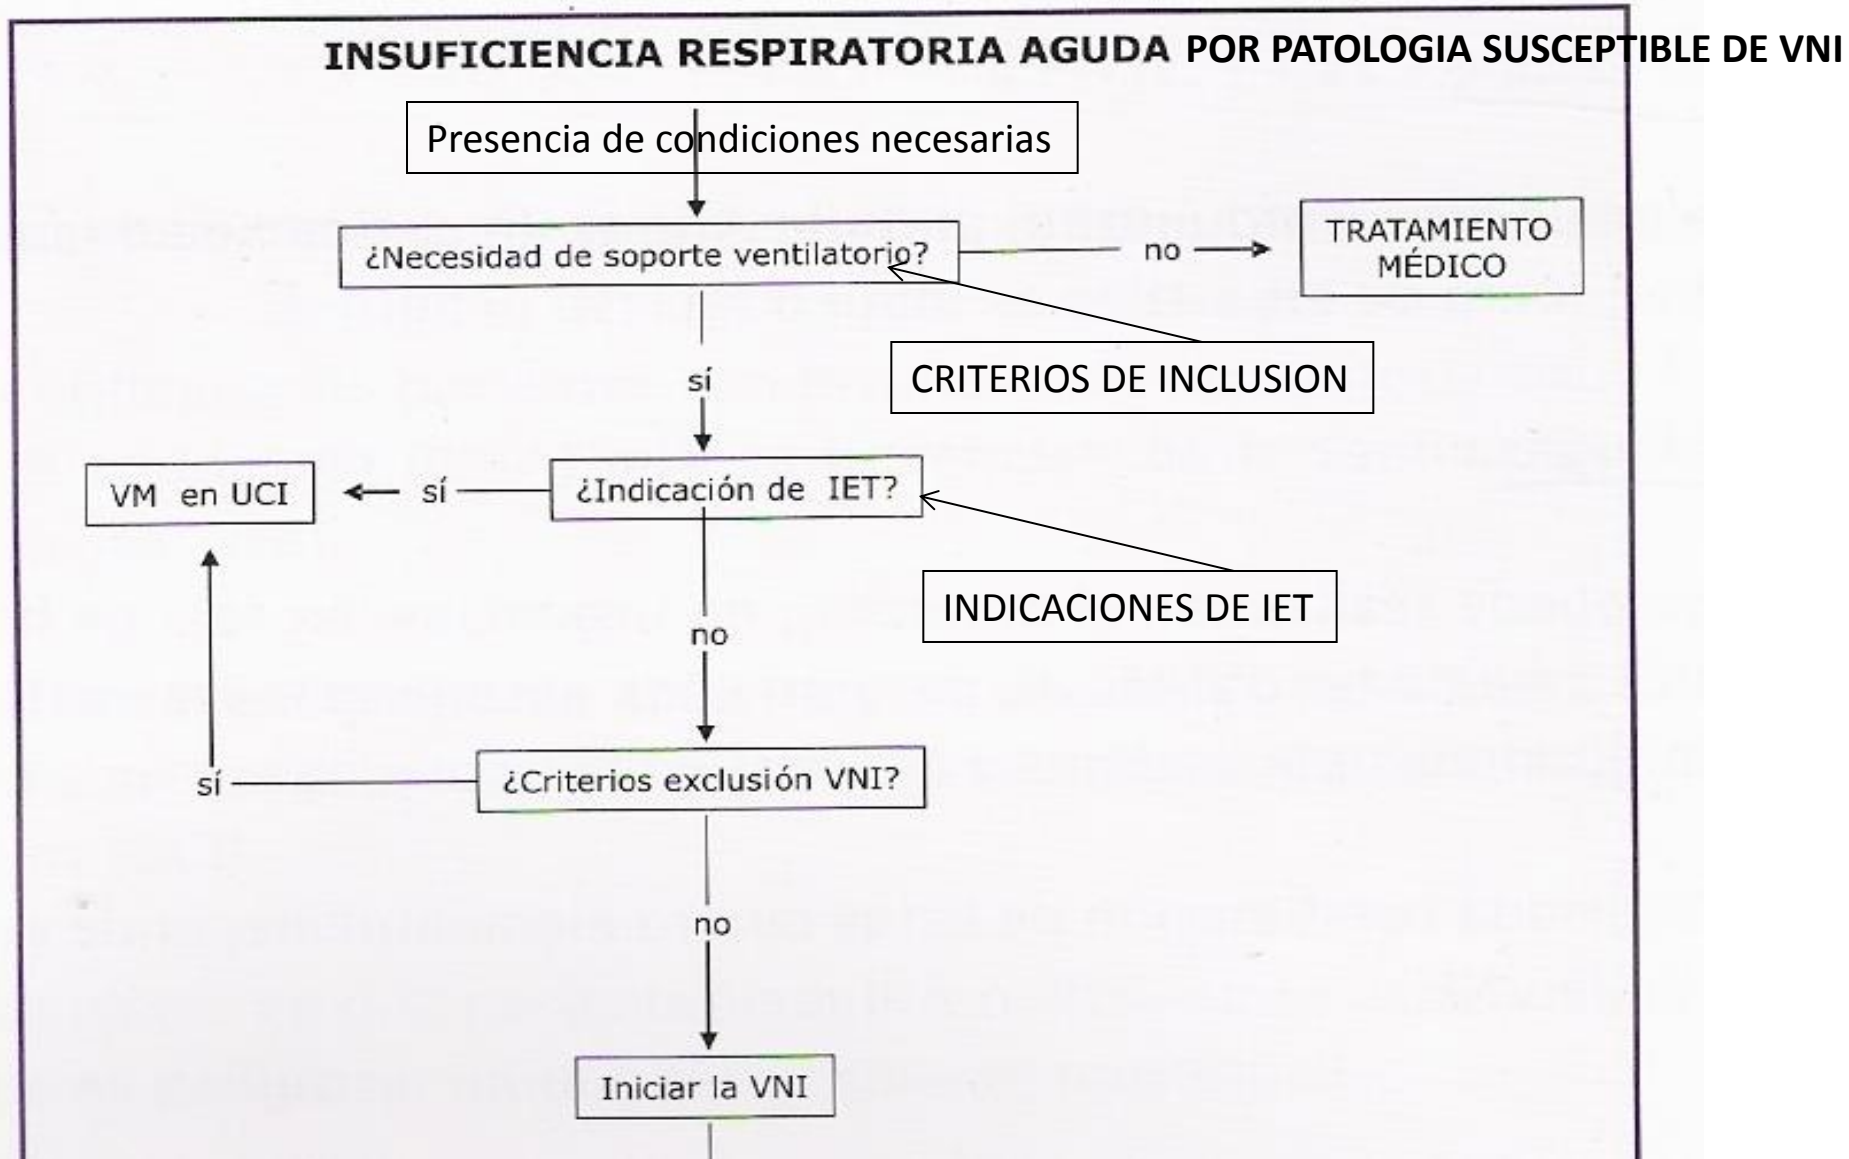 INSUFICIENCIA RESPIRATORIA AGUDA POR PATOLOGIA SUSCEPTIBLE DE VNI
Presencia de condiciones necesarias
¿Necesidad de soporte ventilatorio?
no
TRATAMIENTO
MÉDICO
CRITERIOS DE INCLUSION
sí
VM en UCI
sí
¿Indicación de IET?
INDICACIONES DE IET
no
sí
¿Criterios exclusión VNI?
no
Iniciar la VNI